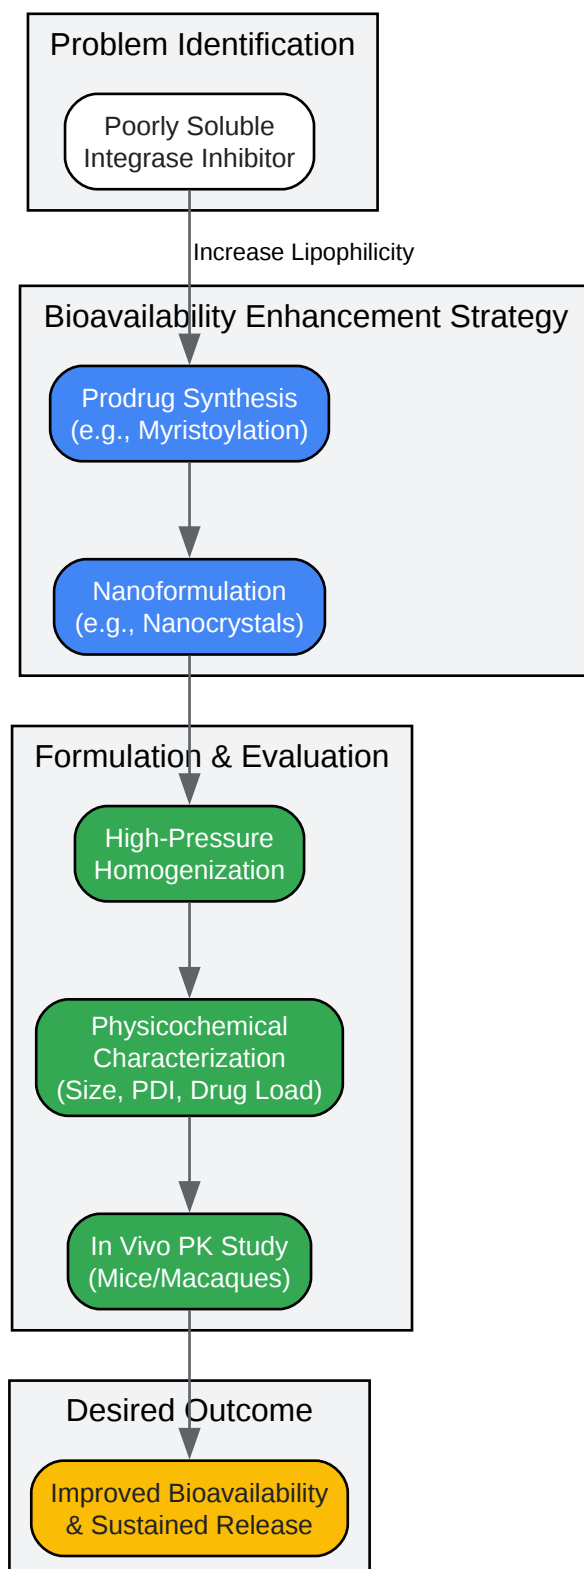 Problem Identification
Poorly Soluble
Integrase Inhibitor
Increase Lipophilicity
Bioavailability Enhancement Strategy
Prodrug Synthesis
(e.g., Myristoylation)
Nanoformulation
(e.g., Nanocrystals)
Formulation & Evaluation
High-Pressure
Homogenization
Physicochemical
Characterization
(Size, PDI, Drug Load)
In Vivo PK Study
(Mice/Macaques)
Desired Outcome
Improved Bioavailability
& Sustained Release